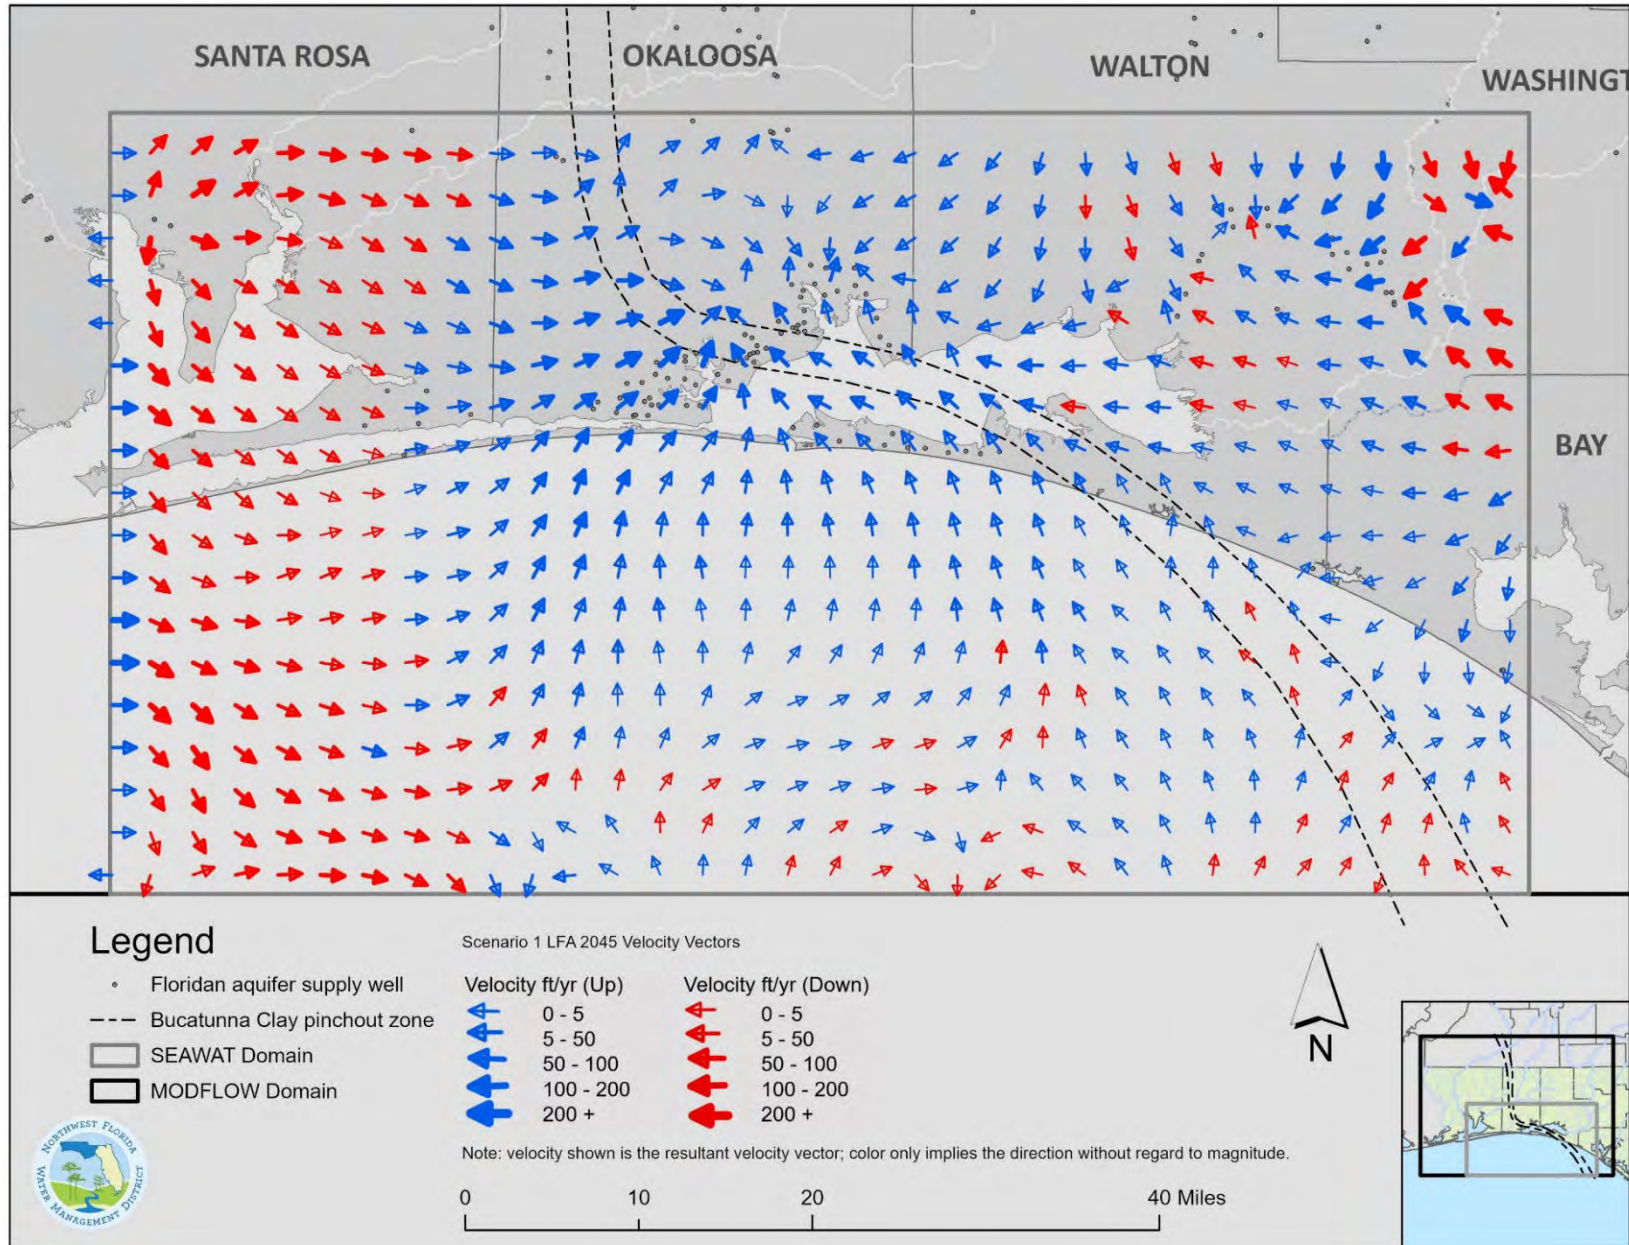 SANTA ROSA
OKALOOSA
WALTON
WASHINGT
BAY
Legend
Floridan aquifer supply well
Bucatunna Clay pinchout zone
SEAWAT Domain
MODFLOW Domain
Scenario 1 LFA 2045 Velocity Vectors
Velocity ft/yr (Up)
0 - 5
5 - 50
50 - 100
100 - 200
200 +
Velocity ft/yr (Down)
0 - 5
5 - 50
50 - 100
100 - 200
200 +
Note: velocity shown is the resultant velocity vector; color only implies the direction without regard to magnitude.
0 10 20 40 Miles
N
NORTHWEST FLORIDA
WATER MANAGEMENT DISTRICT